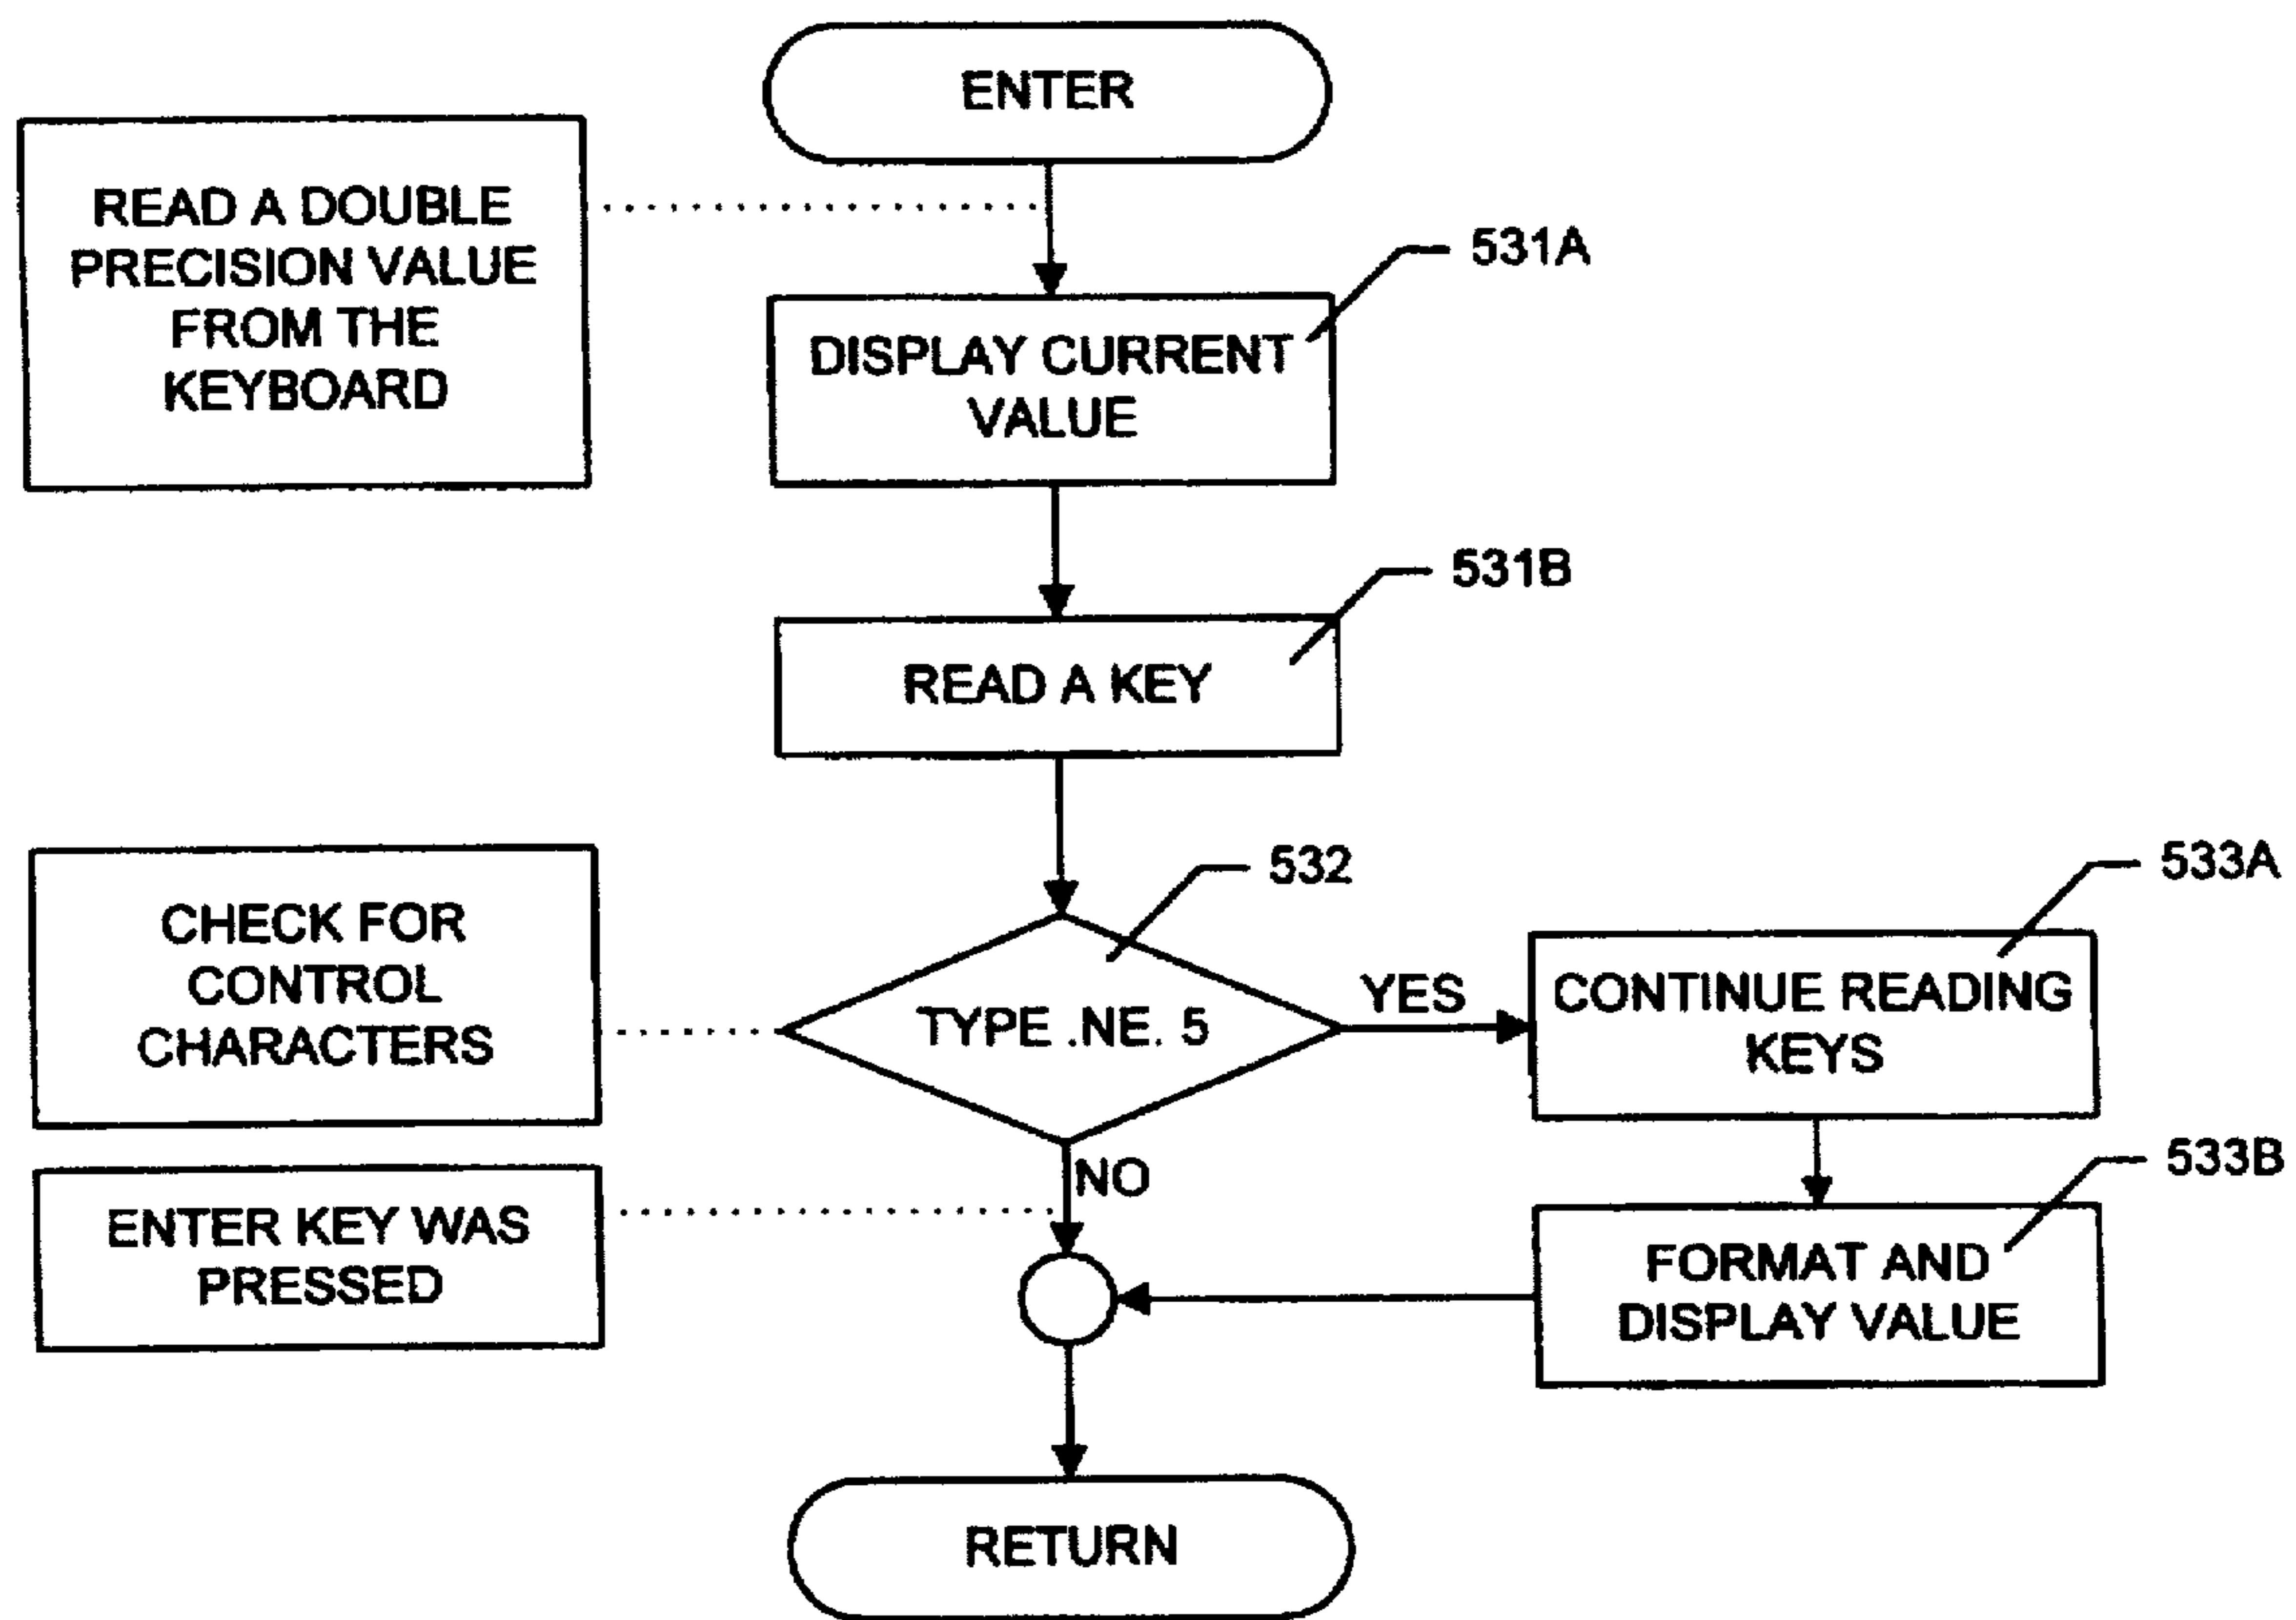 ENTER
READ A DOUBLE
PRECISION VALUE
FROM THE
KEYBOARD
531A
DISPLAY CURRENT
VALUE
531B
READ A KEY
532
533A
CHECK FOR
CONTROL
CHARACTERS
TYPE .NE. 5
YES
CONTINUE READING
KEYS
NO
533B
ENTER KEY WAS
PRESSED
FORMAT AND
DISPLAY VALUE
RETURN